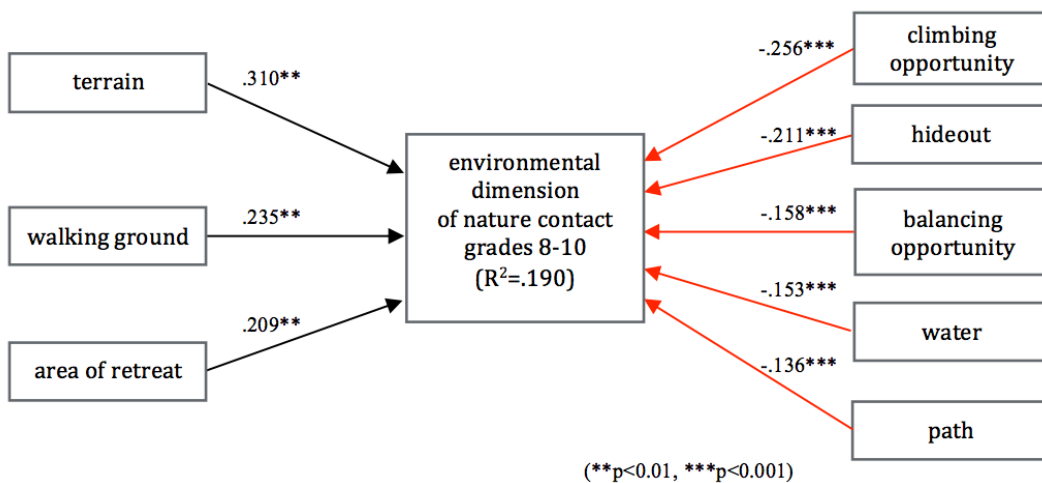 terrain
.310**
walking ground
.235**
area of retreat
.209**
environmental
dimension
of nature contact
grades 8-10
(R²=.190)
-.256***
climbing
opportunity
-.211***
hideout
-.158***
balancing
opportunity
-.153***
water
-.136***
path
(**p<0.01, ***p<0.001)